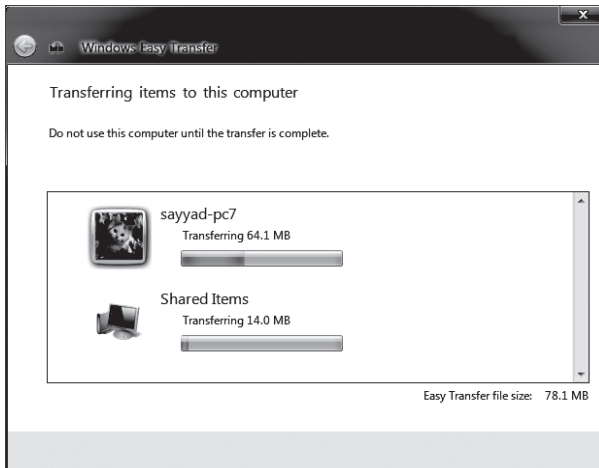 x
Windows Easy Transfer
Transferring items to this computer
Do not use this computer until the transfer is complete.
sayyad-pc7
Transferring 64.1 MB
Shared Items
Transferring 14.0 MB
Easy Transfer file size: 78.1 MB